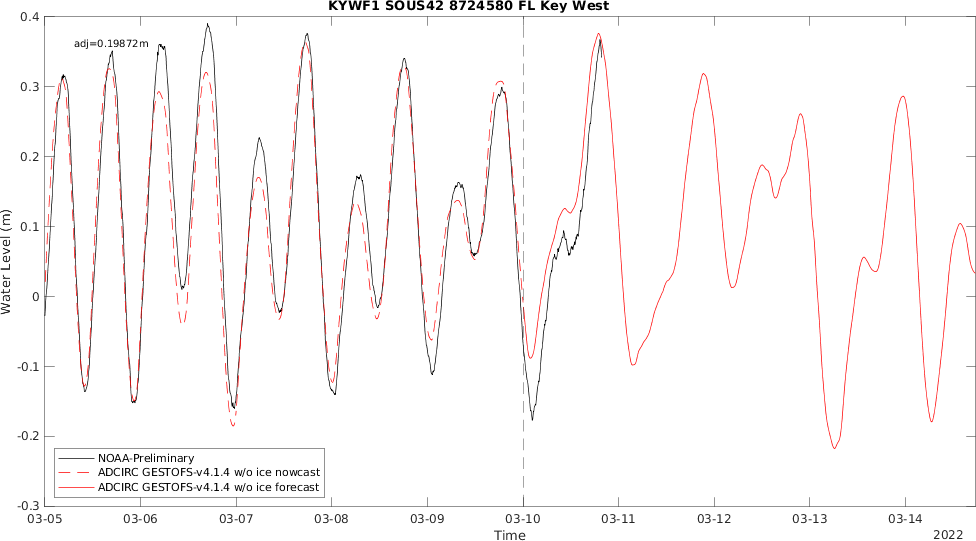 KYWF1 SOUS42 8724580 FL Key West
adj=0.19872m
0.4
0.3
0.2
0.1
0
-0.1
-0.2
-0.3
Water Level (m)
NOAA-Preliminary
ADCIRC GESTOFS-v4.1.4 w/o ice nowcast
ADCIRC GESTOFS-v4.1.4 w/o ice forecast
03-05 03-06 03-07 03-08 03-09 03-10 03-11 03-12 03-13 03-14
Time
2022